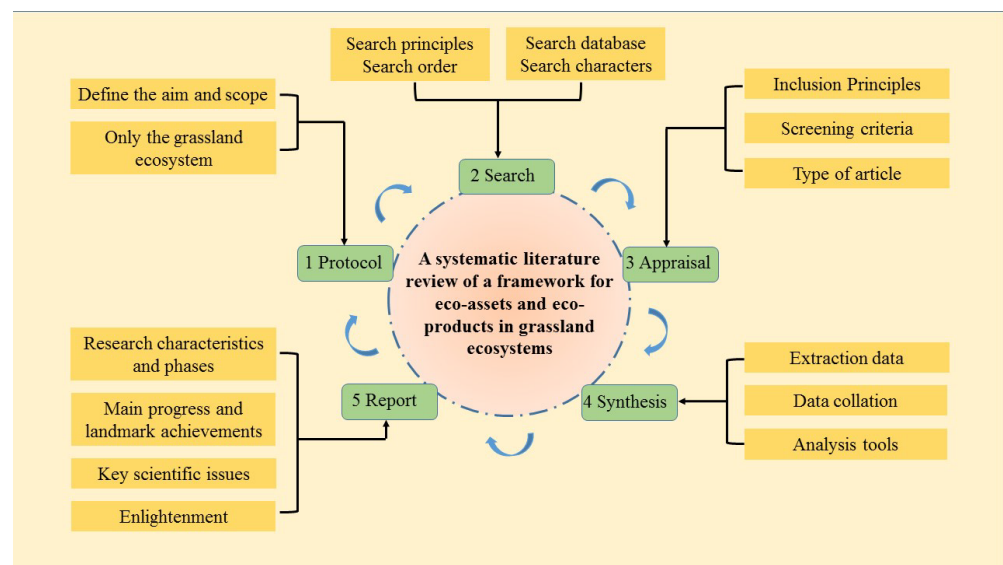 Search principles
Search order
Search database
Search characters
Define the aim and scope
Only the grassland
ecosystem
Inclusion Principles
Screening criteria
Type of article
2 Search
1 Protocol
3 Appraisal
A systematic literature
review of a framework for
eco-assets and eco-
products in grassland
ecosystems
Research characteristics
and phases
Main progress and
landmark achievements
Key scientific issues
Enlightenment
5 Report
4 Synthesis
Extraction data
Data collation
Analysis tools